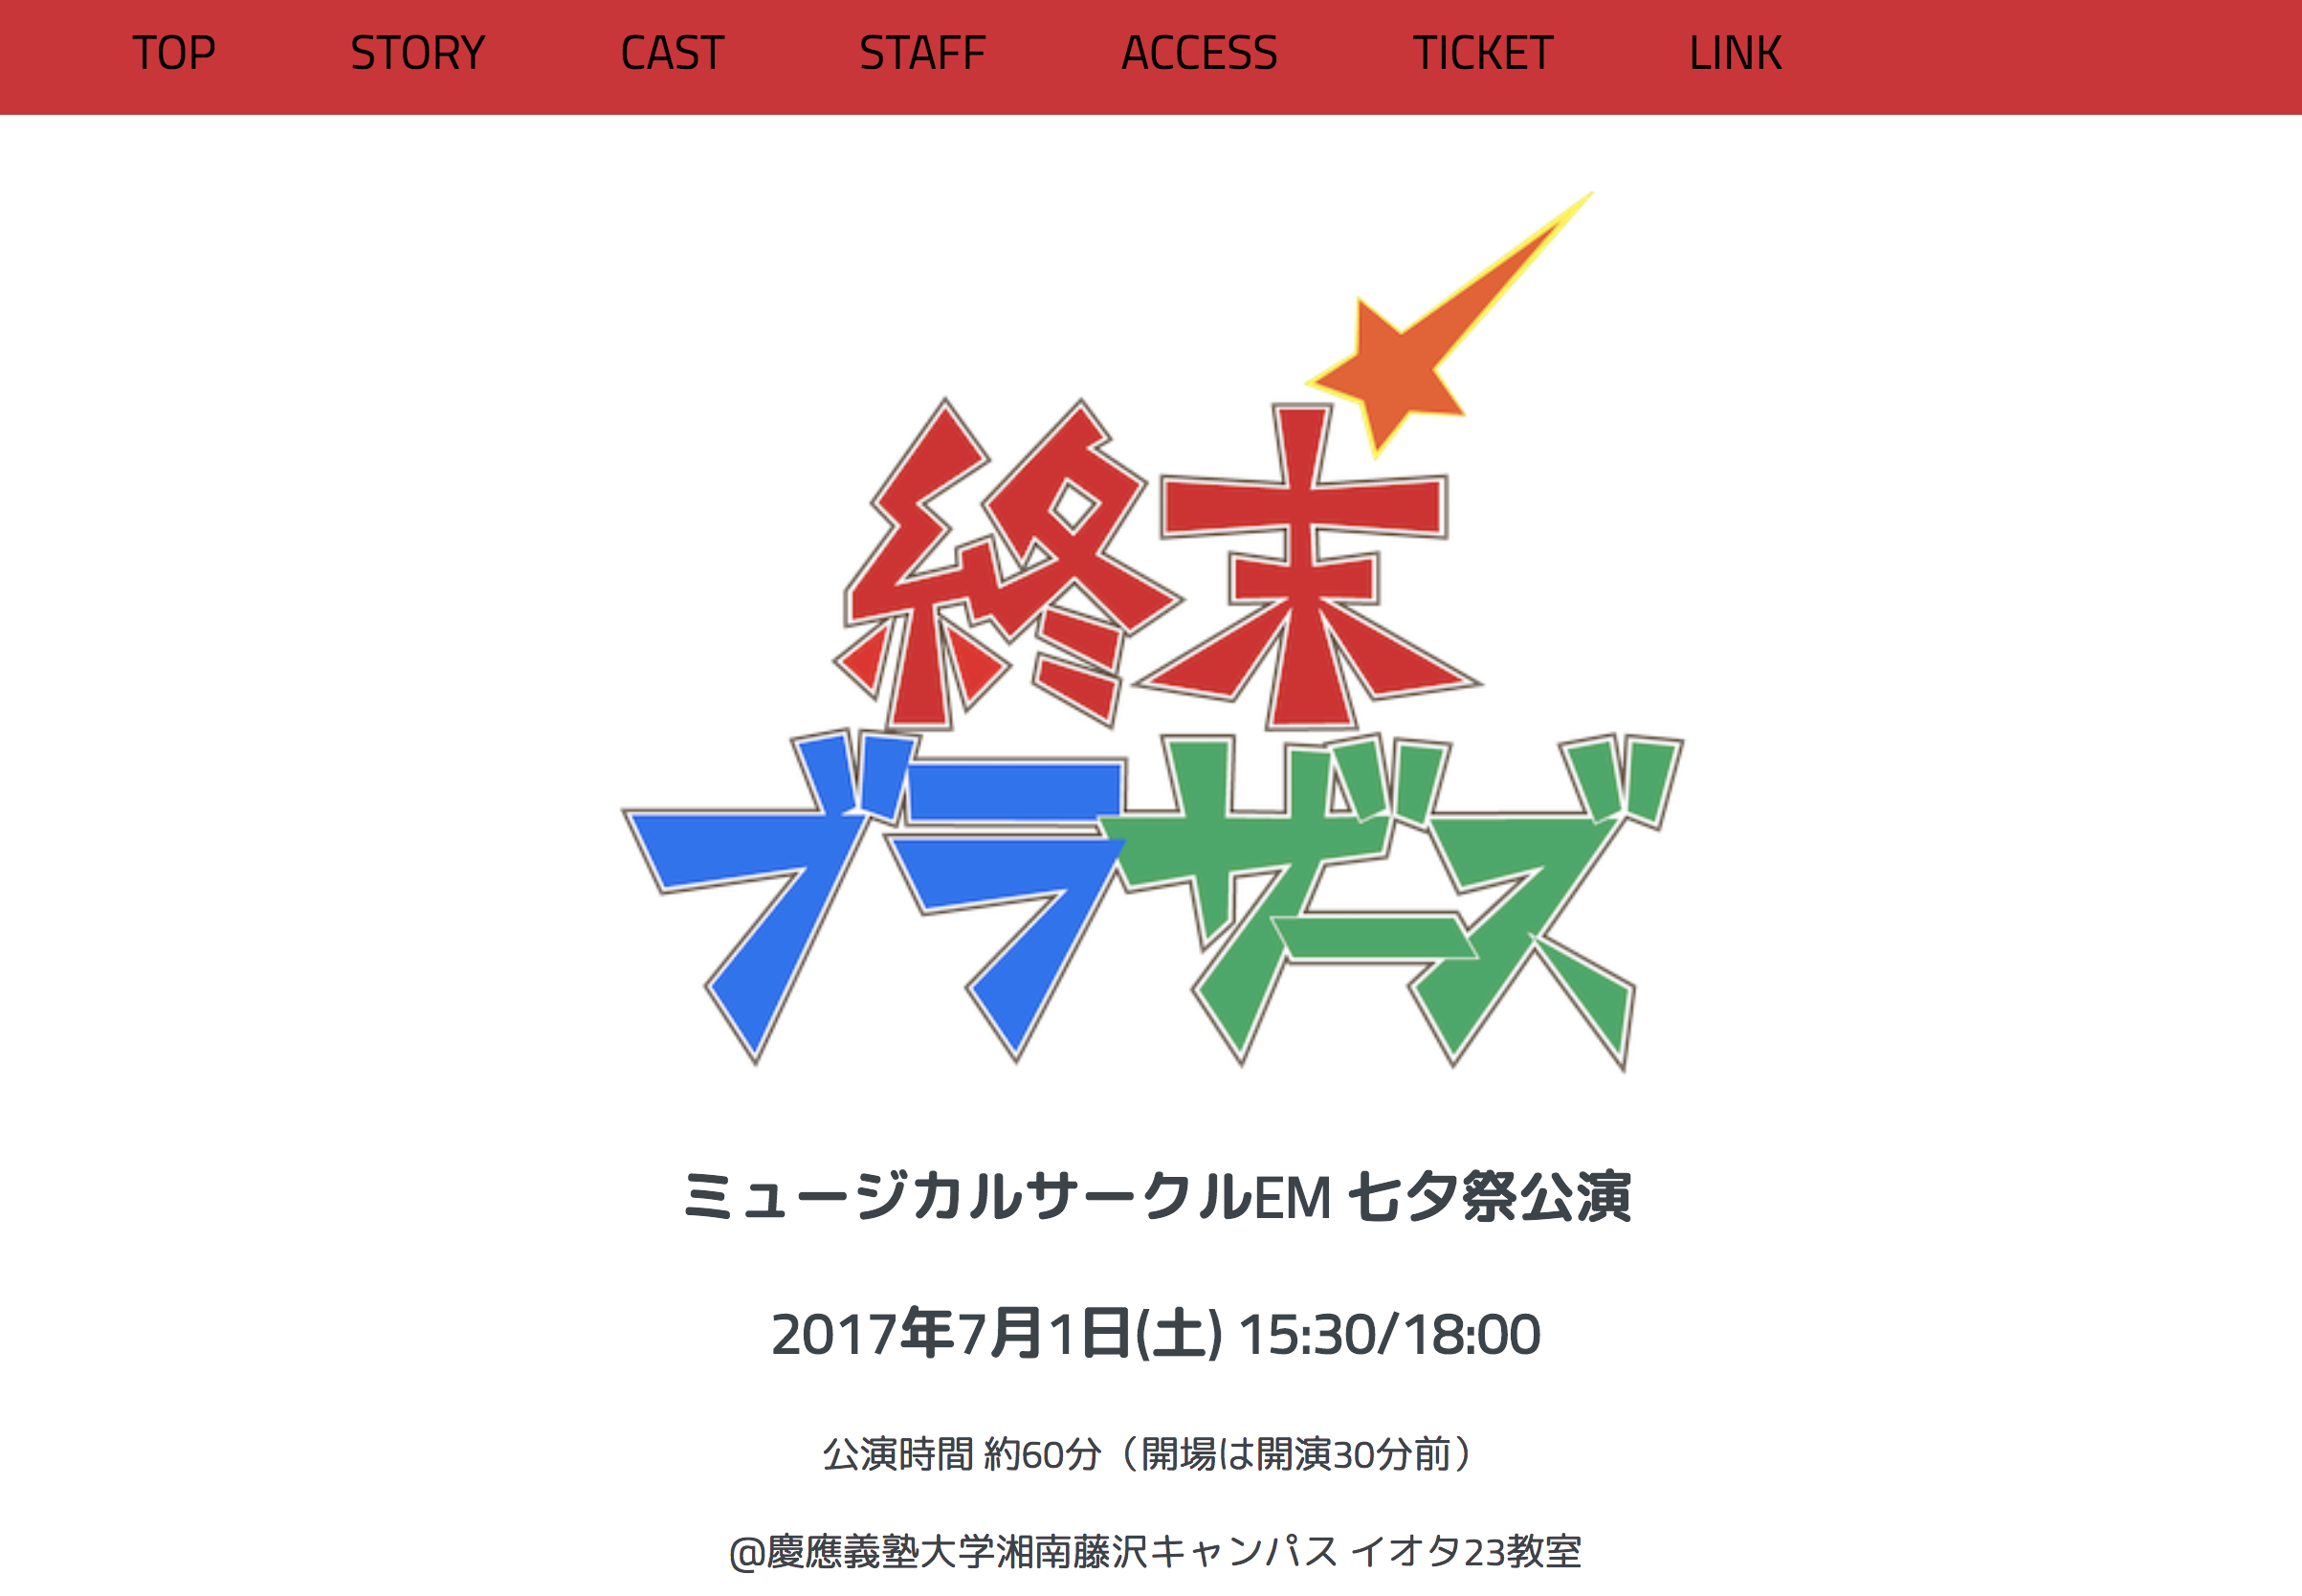 TOP STORY CAST STAFF ACCESS TICKET LINK
終末
ブラザーズ
ミュージカルサークルEM 七夕祭公演
2017年7月1日(土) 15:30/18:00
公演時間 約60分（開場は開演30分前）
@慶應義塾大学湘南藤沢キャンパス イオタ23教室